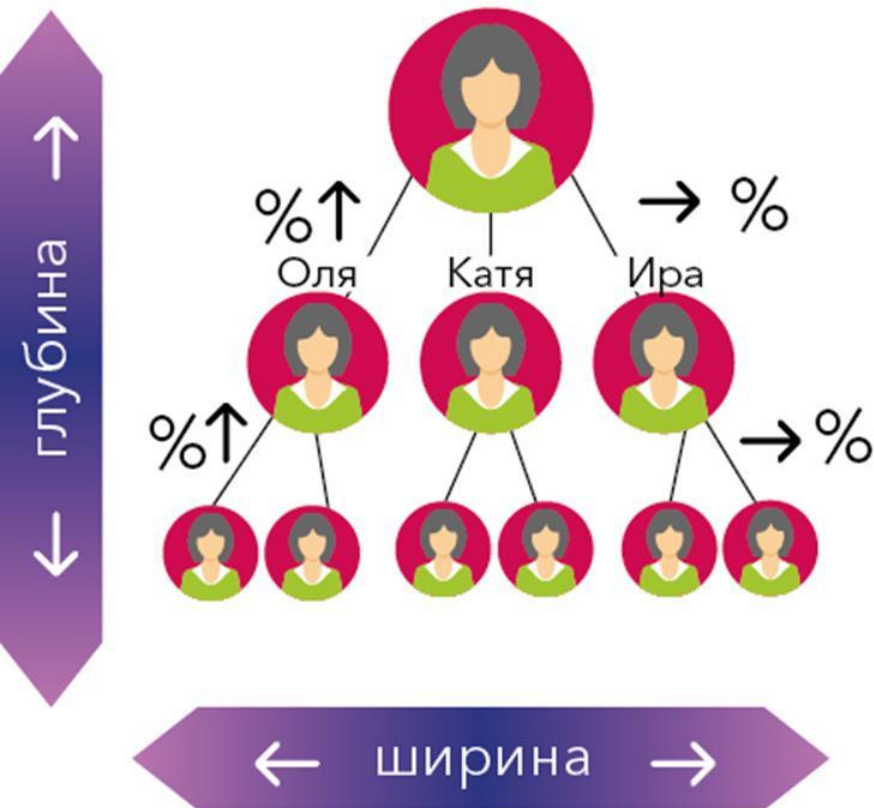 %↑ → %
Оля Катя Ира
%↑ → %
← глубина →
← ширина →